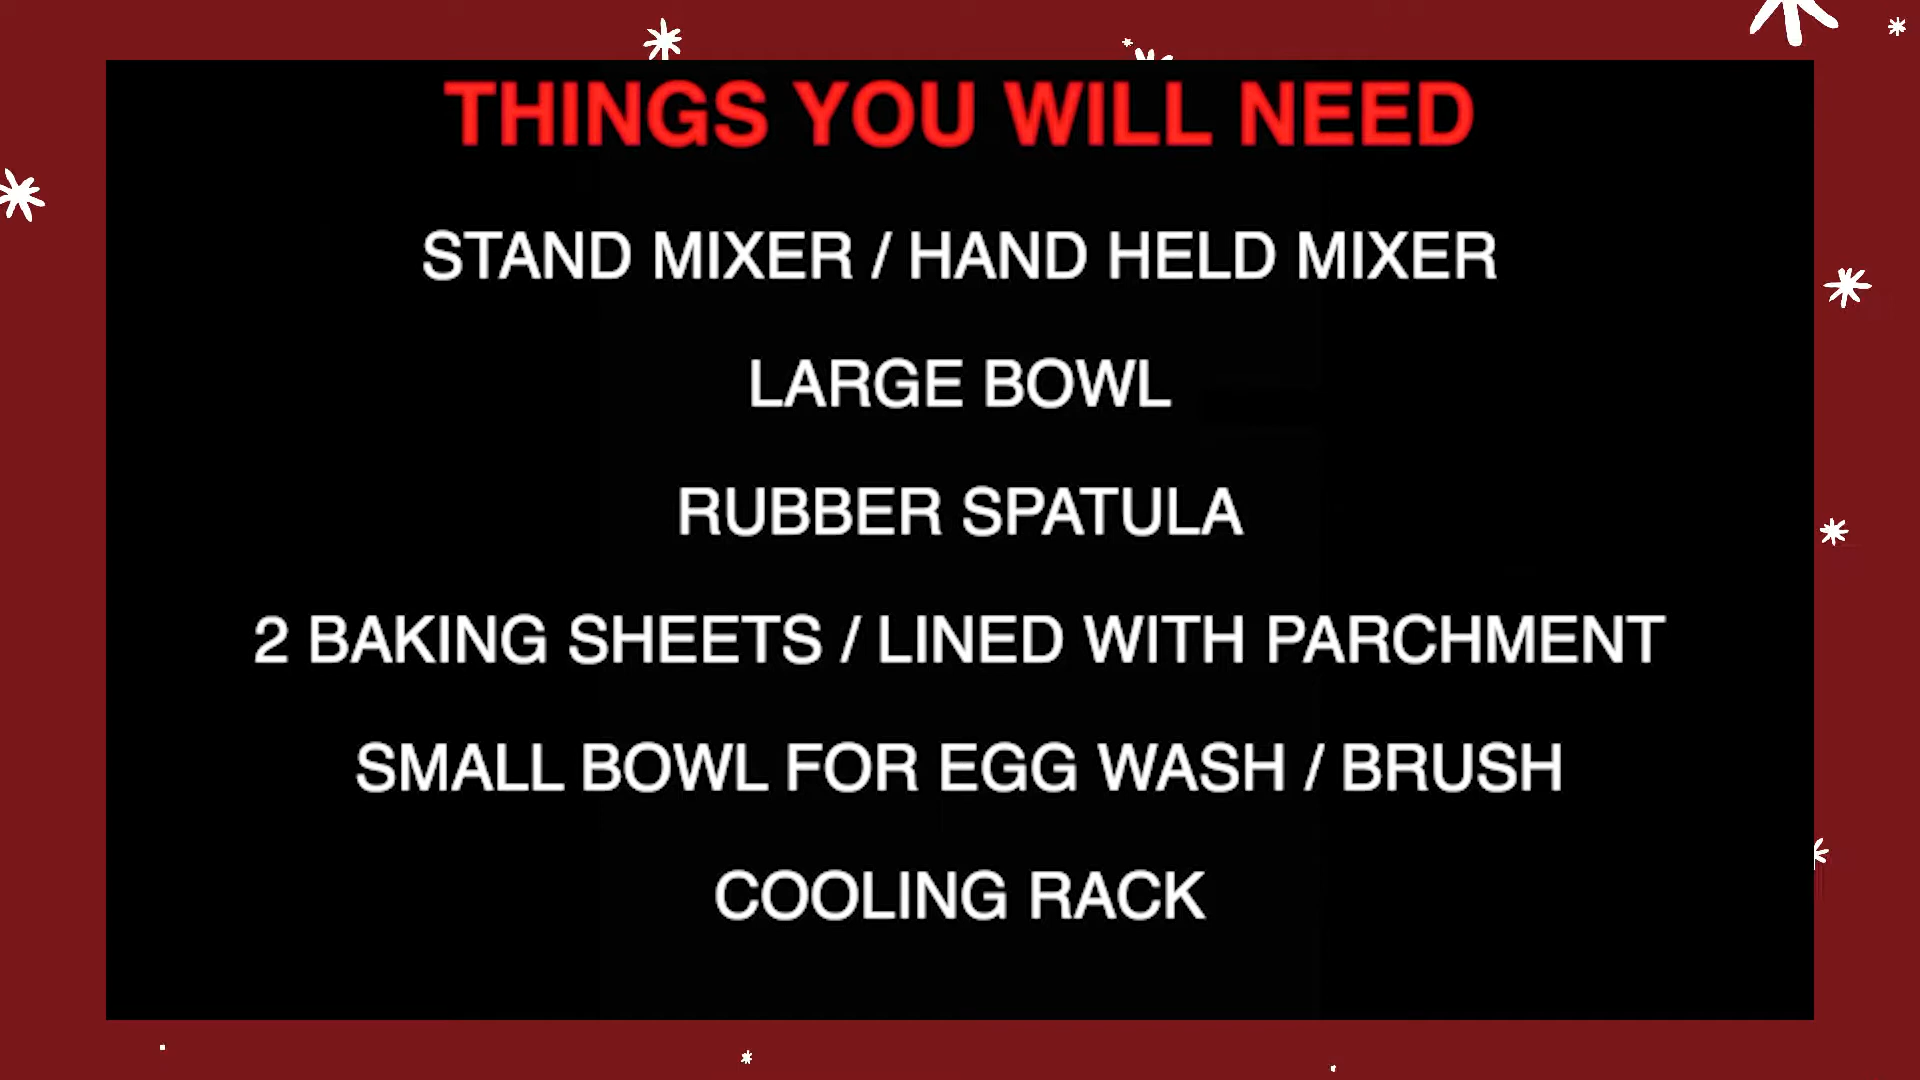 THINGS YOU WILL NEED
STAND MIXER / HAND HELD MIXER
LARGE BOWL
RUBBER SPATULA
2 BAKING SHEETS / LINED WITH PARCHMENT
SMALL BOWL FOR EGG WASH / BRUSH
COOLING RACK